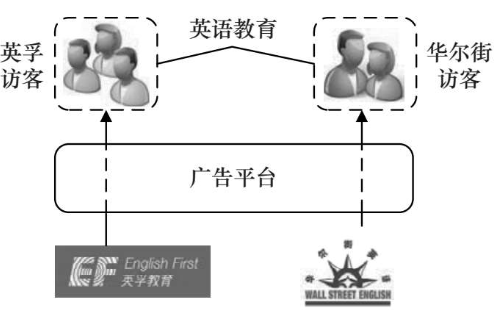 英语教育
英孚
访客
华尔街
访客
广告平台
EF English First
英孚教育
华尔街英语
WALL STREET ENGLISH